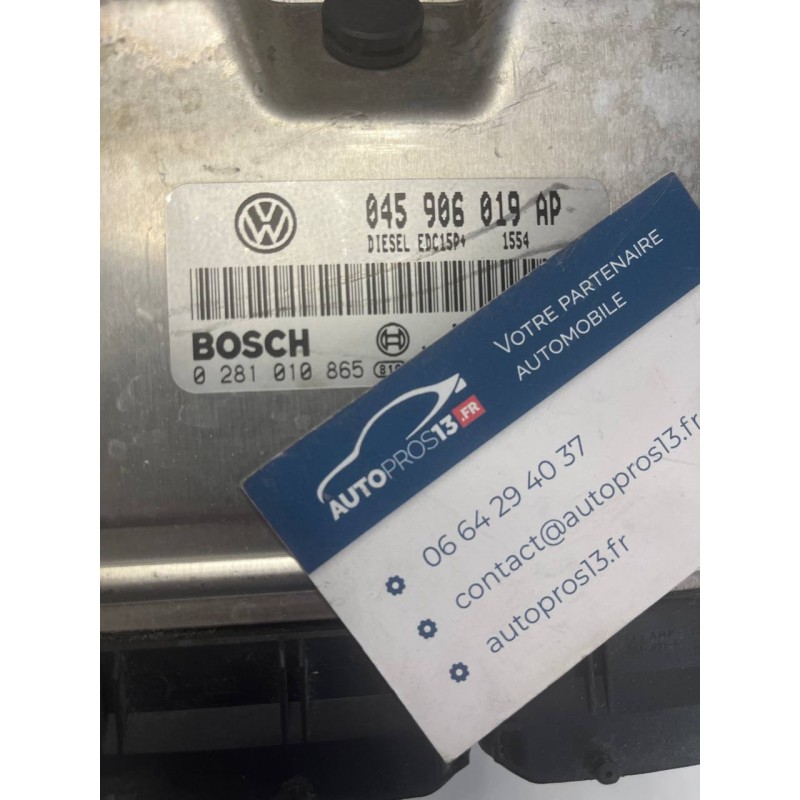 045 906 019 AP
DIESEL EDC15P+ 1554
BOSCH
0 281 010 865
VOTRE PARTENAIRE
AUTOMOBILE
AUTOPROS13.FR
06 64 29 40 37
contact@autopros13.fr
autopros13.fr